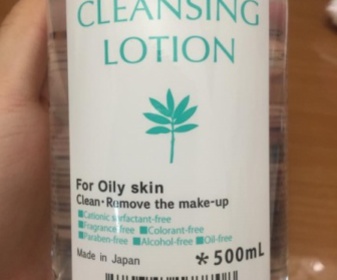 CLEANSING
LOTION
For Oily skin
Clean・Remove the make-up
■Cationic surfactant-free
■Fragrance free ■Colorant-free
■Paraben-free ■Alcohol-free ■Oil-free
Made in Japan
*500mL